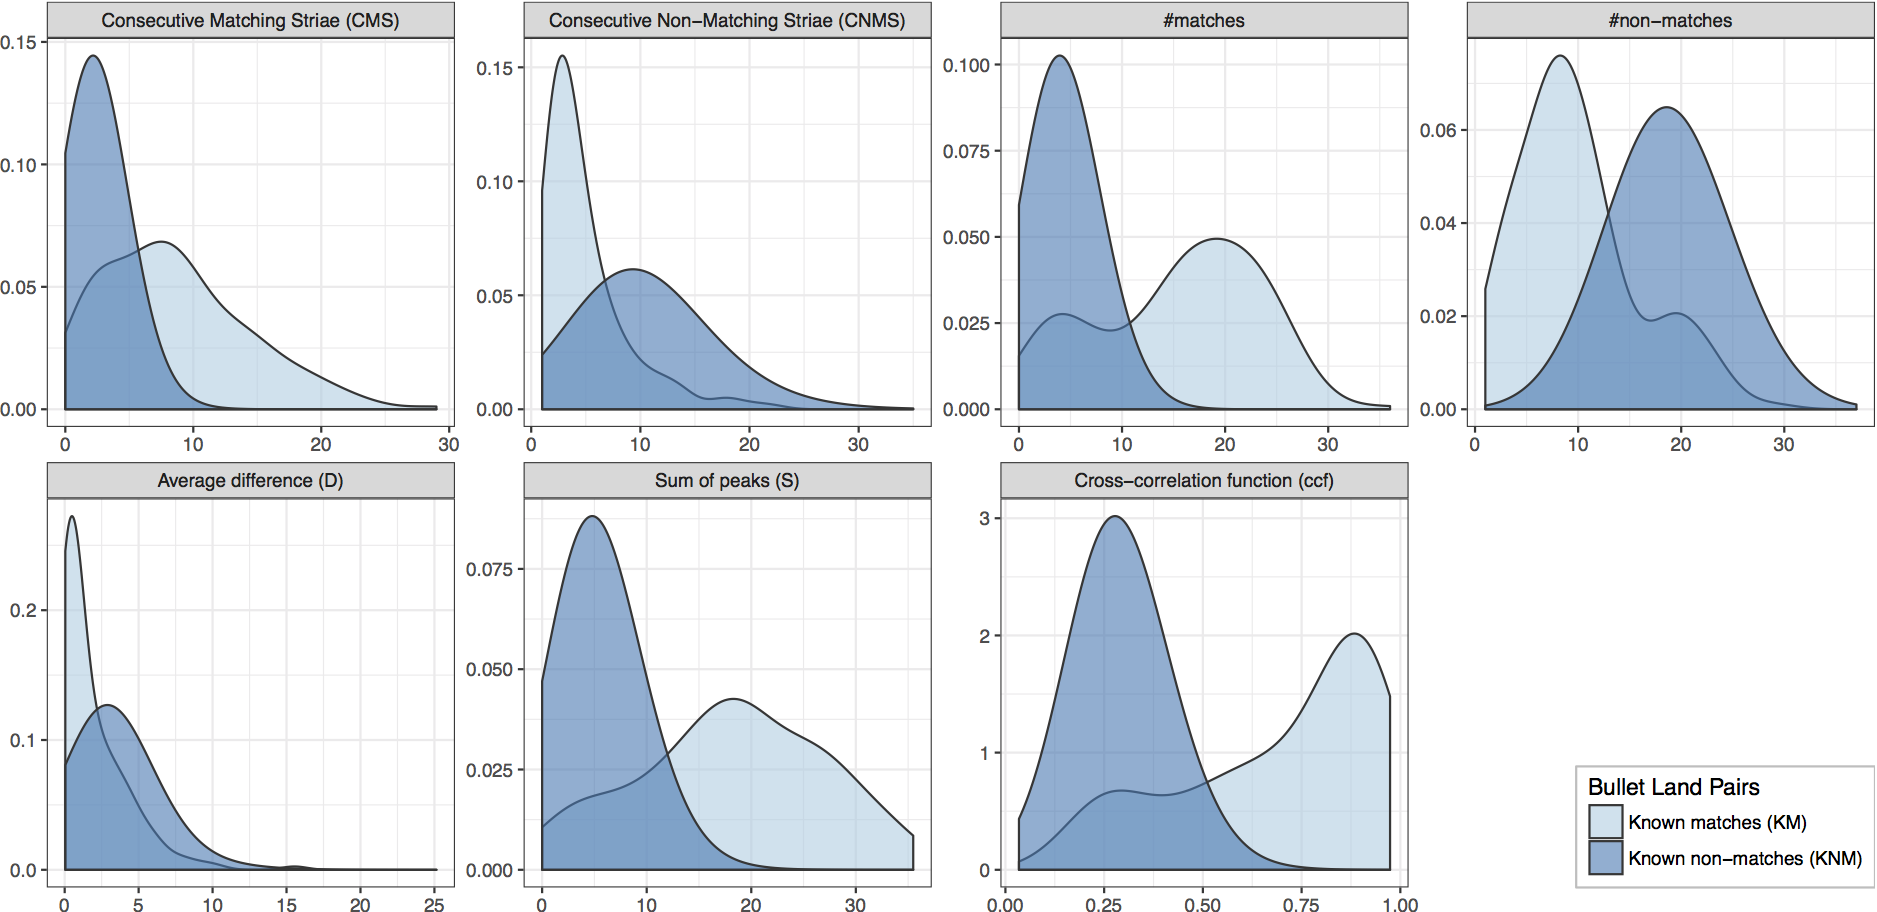 Consecutive Matching Striae (CMS)
Consecutive Non−Matching Striae (CNMS)
#matches
#non−matches
0.15
0.10
0.05
0.00
0 10 20 30
0.15
0.10
0.05
0.00
0 10 20 30
0.100
0.075
0.050
0.025
0.000
0 10 20 30
0.06
0.04
0.02
0.00
0 10 20 30
Average difference (D)
Sum of peaks (S)
Cross−correlation function (ccf)
0.2
0.1
0.0
0 5 10 15 20 25
0.075
0.050
0.025
0.000
0 10 20 30
3
2
1
0
0.00 0.25 0.50 0.75 1.00
Bullet Land Pairs
Known matches (KM)
Known non−matches (KNM)